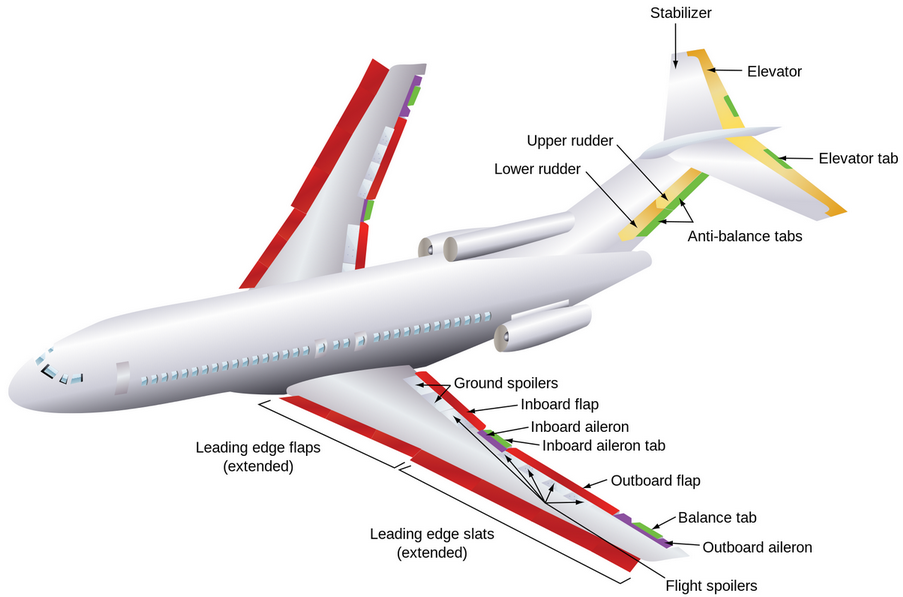 Stabilizer
Elevator
Upper rudder
Elevator tab
Lower rudder
Anti-balance tabs
Ground spoilers
Inboard flap
Inboard aileron
Inboard aileron tab
Leading edge flaps
(extended)
Outboard flap
Balance tab
Leading edge slats
(extended)
Outboard aileron
Flight spoilers